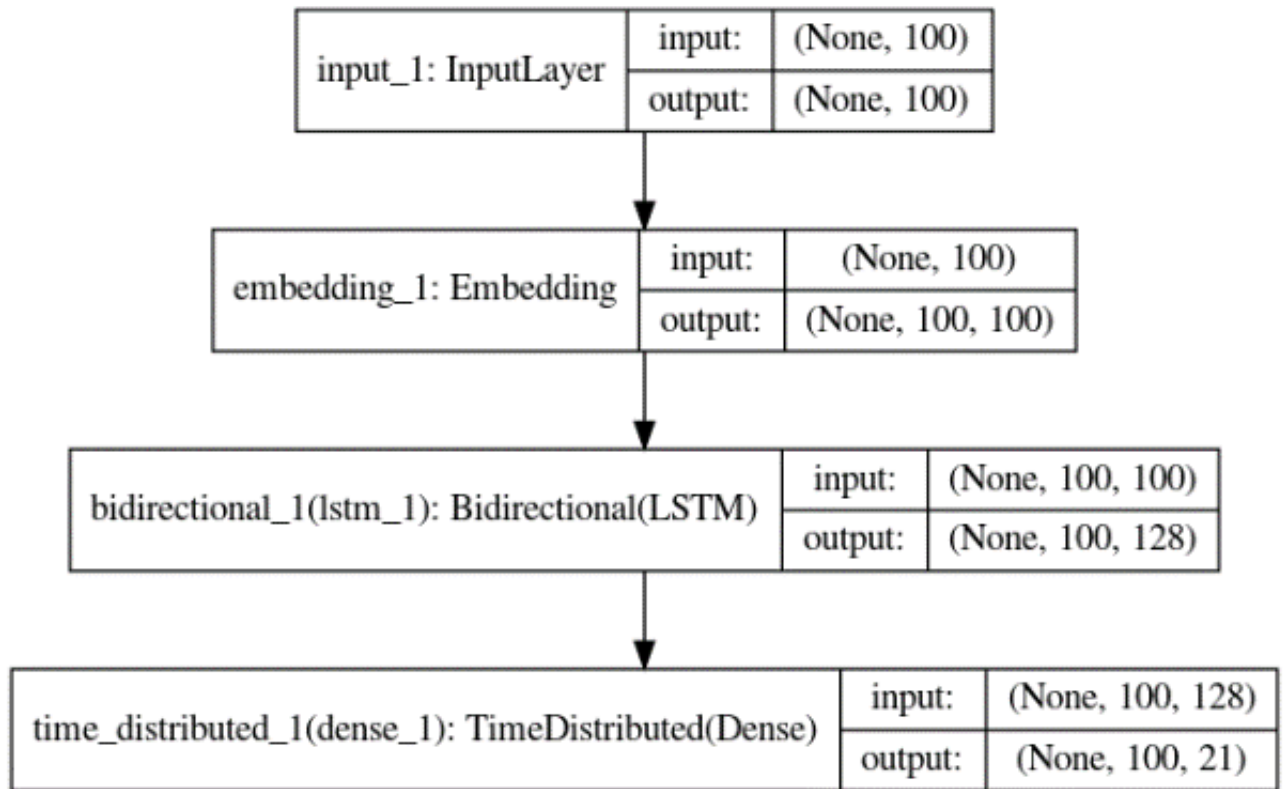 input_1: InputLayer
input: (None, 100)
output: (None, 100)
embedding_1: Embedding
input: (None, 100)
output: (None, 100, 100)
bidirectional_1(lstm_1): Bidirectional(LSTM)
input: (None, 100, 100)
output: (None, 100, 128)
time_distributed_1(dense_1): TimeDistributed(Dense)
input: (None, 100, 128)
output: (None, 100, 21)